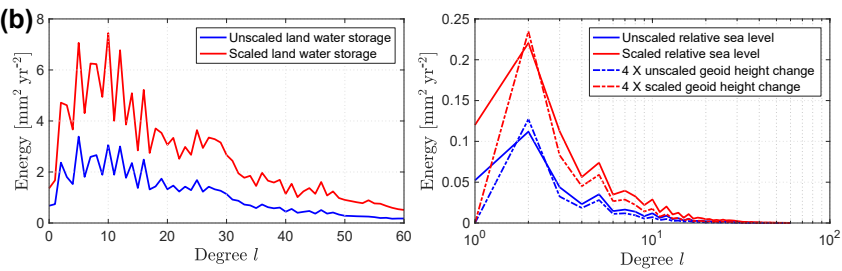 (b)
Energy [mm² yr⁻²]
8
6
4
2
0
0 10 20 30 40 50 60
Degree l
Unscaled land water storage
Scaled land water storage
Energy [mm² yr⁻²]
0.25
0.2
0.15
0.1
0.05
0
10⁰ 10¹ 10²
Degree l
Unscaled relative sea level
Scaled relative sea level
4 X unscaled geoid height change
4 X scaled geoid height change